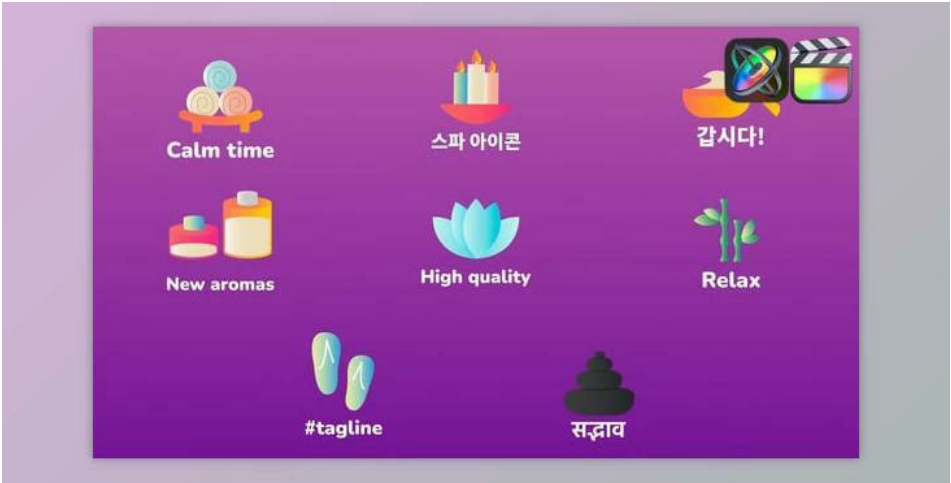 Calm time
스파 아이콘
갑시다!
New aromas
High quality
Relax
#tagline
सद्भाव